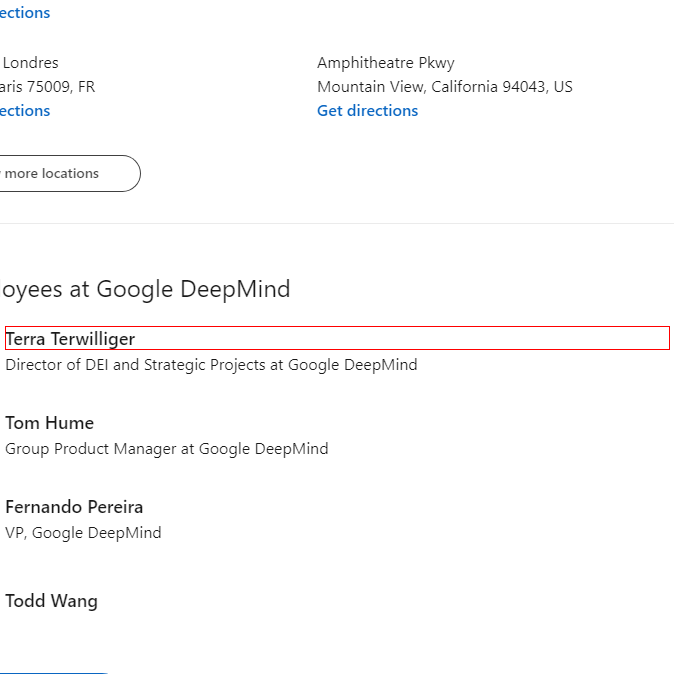 ections
Londres
aris 75009, FR
ections
Amphitheatre Pkwy
Mountain View, California 94043, US
Get directions
more locations
oyees at Google DeepMind
Terra Terwilliger
Director of DEI and Strategic Projects at Google DeepMind
Tom Hume
Group Product Manager at Google DeepMind
Fernando Pereira
VP, Google DeepMind
Todd Wang